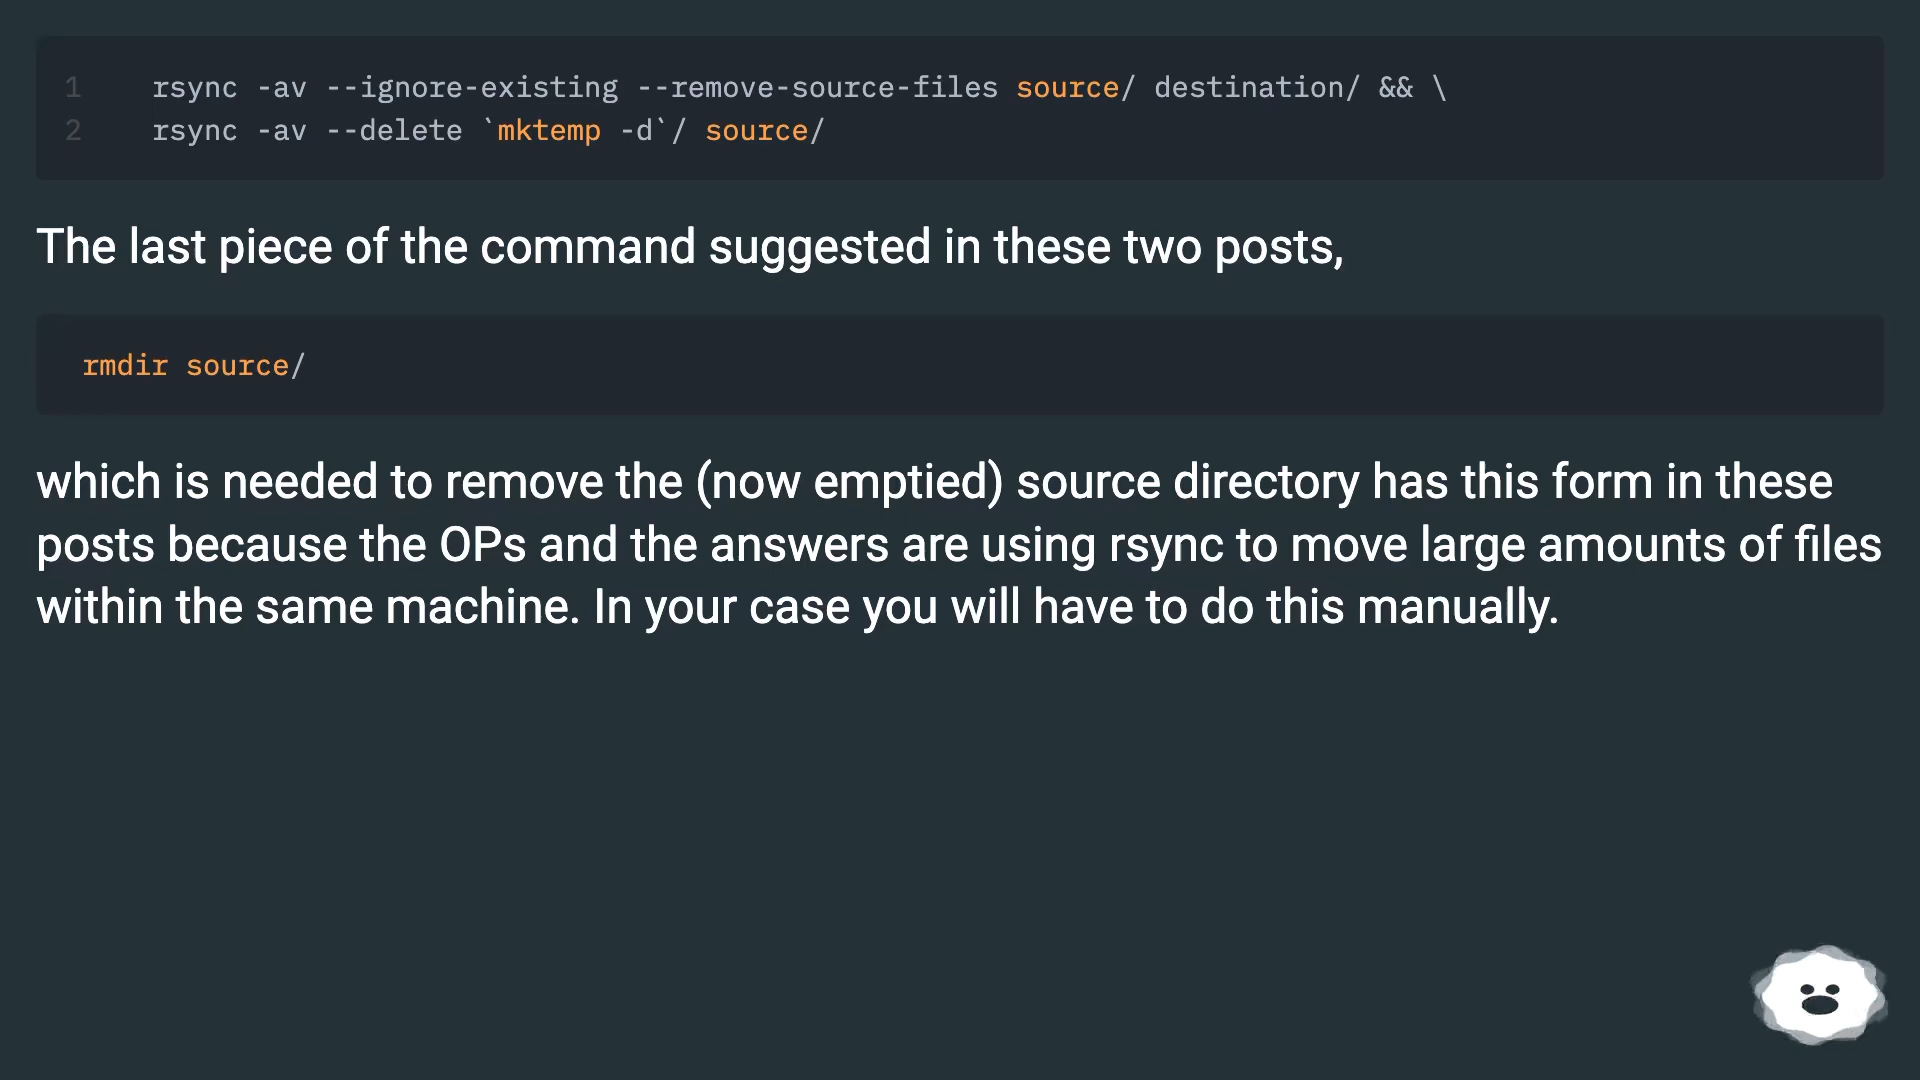 1 rsync -av --ignore-existing --remove-source-files source/ destination/ && \
2 rsync -av --delete `mktemp -d`/ source/
The last piece of the command suggested in these two posts,
rmdir source/
which is needed to remove the (now emptied) source directory has this form in these
posts because the OPs and the answers are using rsync to move large amounts of files
within the same machine. In your case you will have to do this manually.